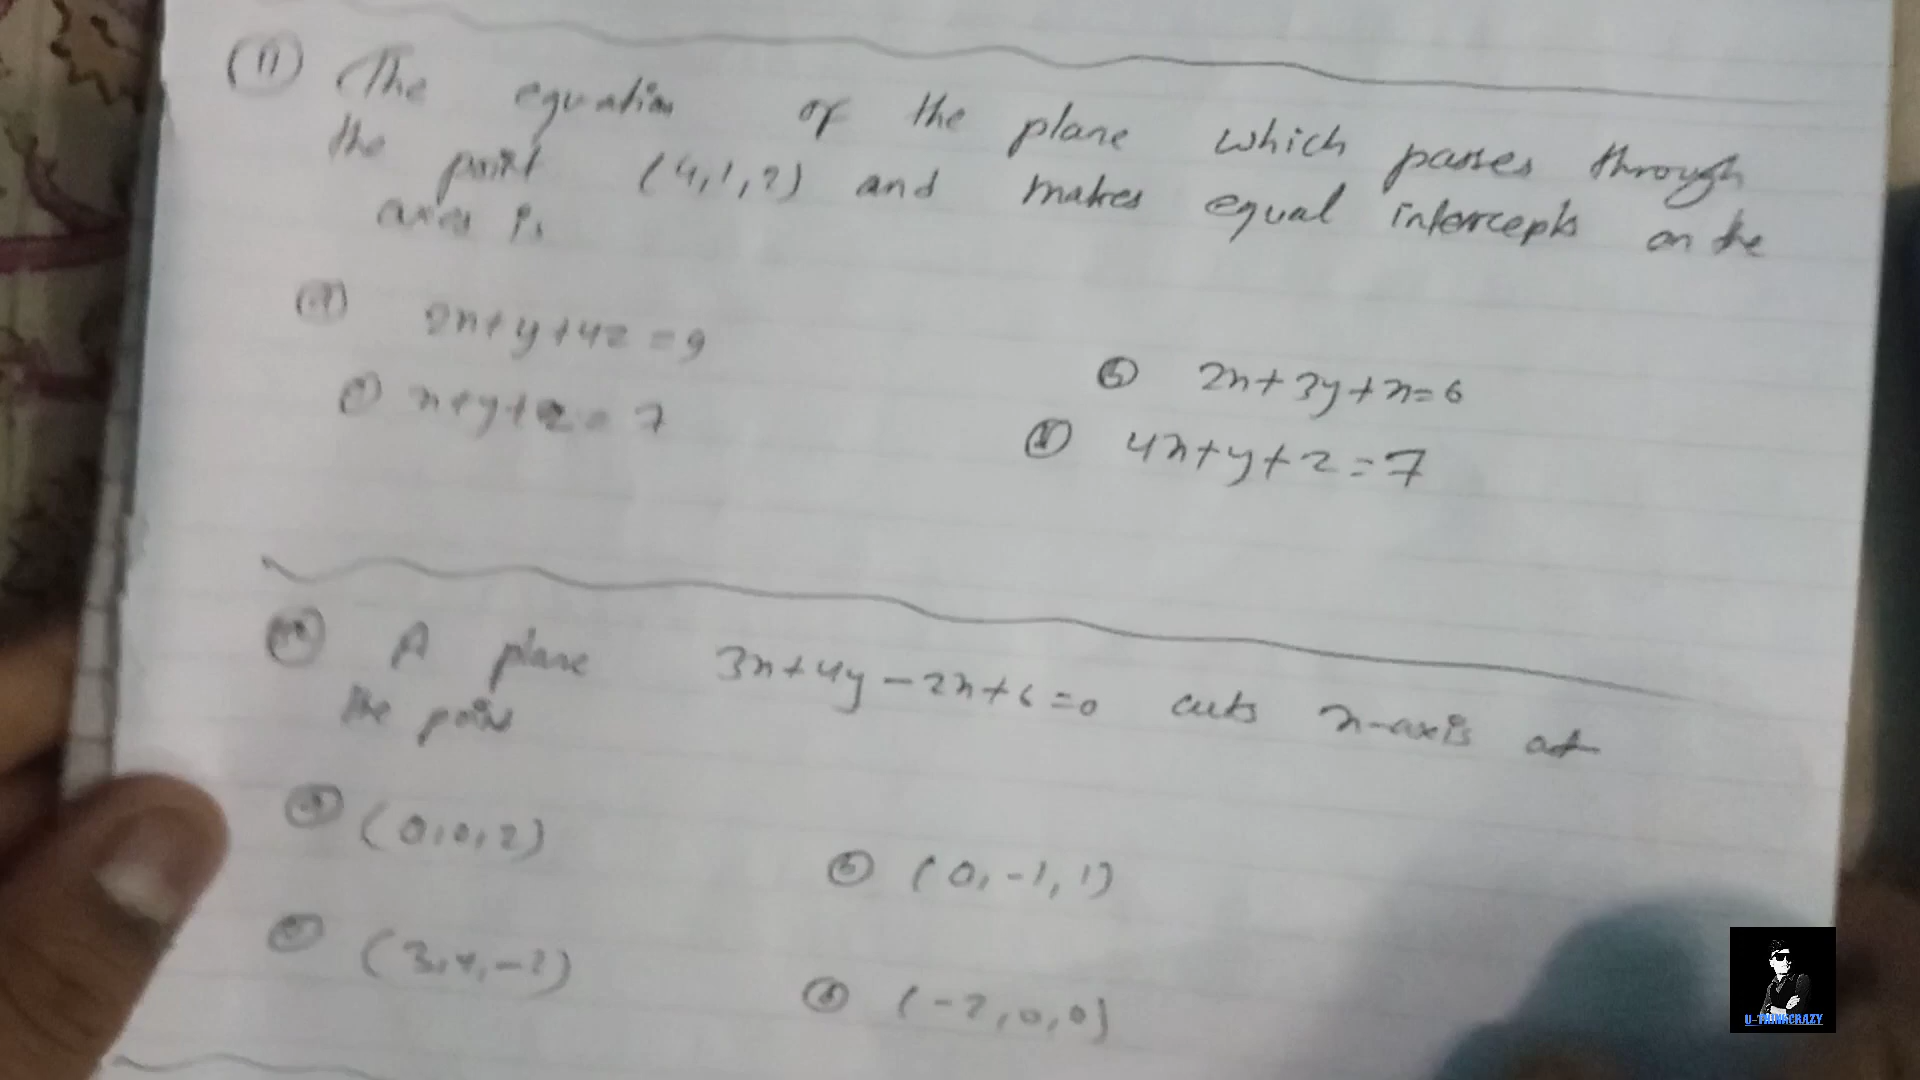 (11) The equation of the plane which passes through
the point (4,1,2) and makes equal intercepts on the
axes is
(a) 2x+y+4z=9
(b) 2x+3y+x=6
(c) x+y+z=7
(d) 4x+y+z=7
(12) A plane 3x+4y-2x+6=0 cuts x-axis at
the point
(a) (0,0,2)
(b) (0,-1,1)
(c) (3,4,-2)
(d) (-2,0,0)
U-THINKCRAZY